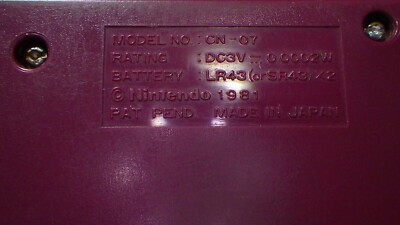 MODEL NO : CN-07
RATING : DC3V ⎓ 0.0002W
BATTERY : LR43(or SR43)×2
© Nintendo 1981
PAT PEND MADE IN JAPAN